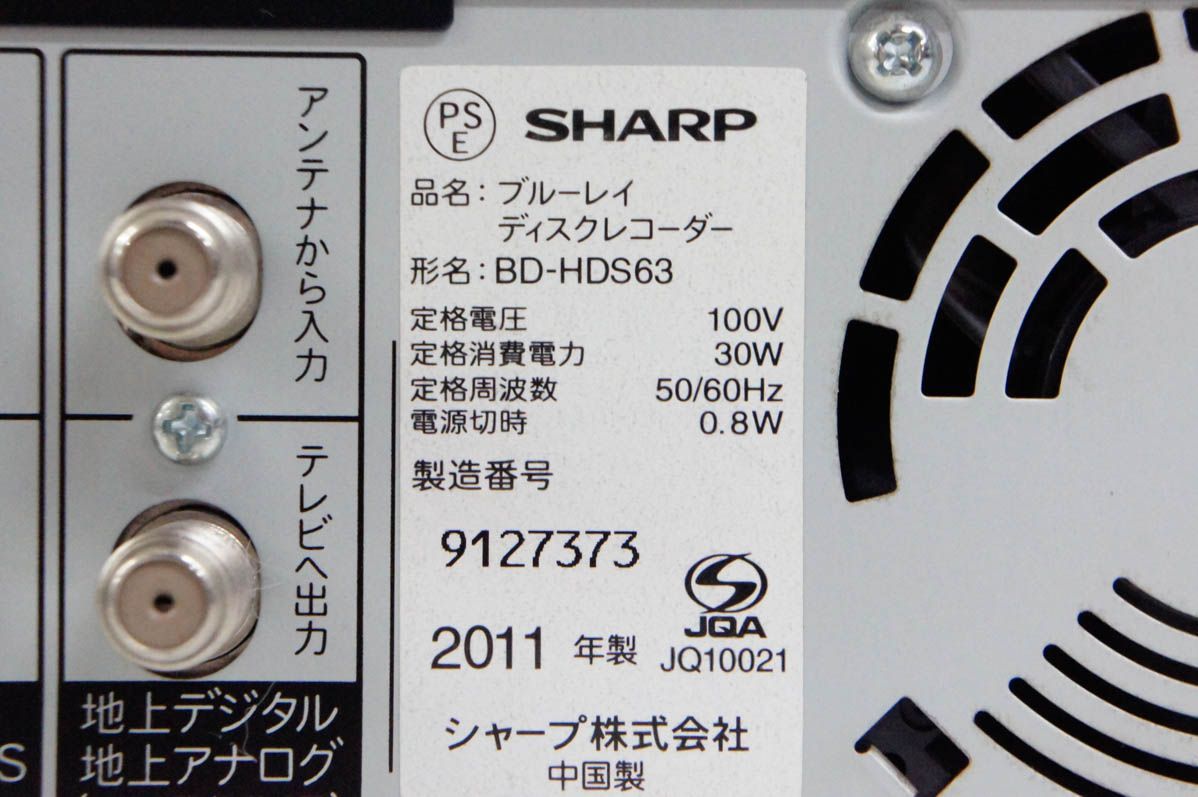 アンテナから入力
テレビへ出力
地上デジタル
地上アナログ
S
PS
E
SHARP
品名：ブルーレイ
ディスクレコーダー
形名：BD-HDS63
定格電圧 100V
定格消費電力 30W
定格周波数 50/60Hz
電源切時 0.8W
製造番号
9127373
2011 年製
JQA
JQ10021
シャープ株式会社
中国製